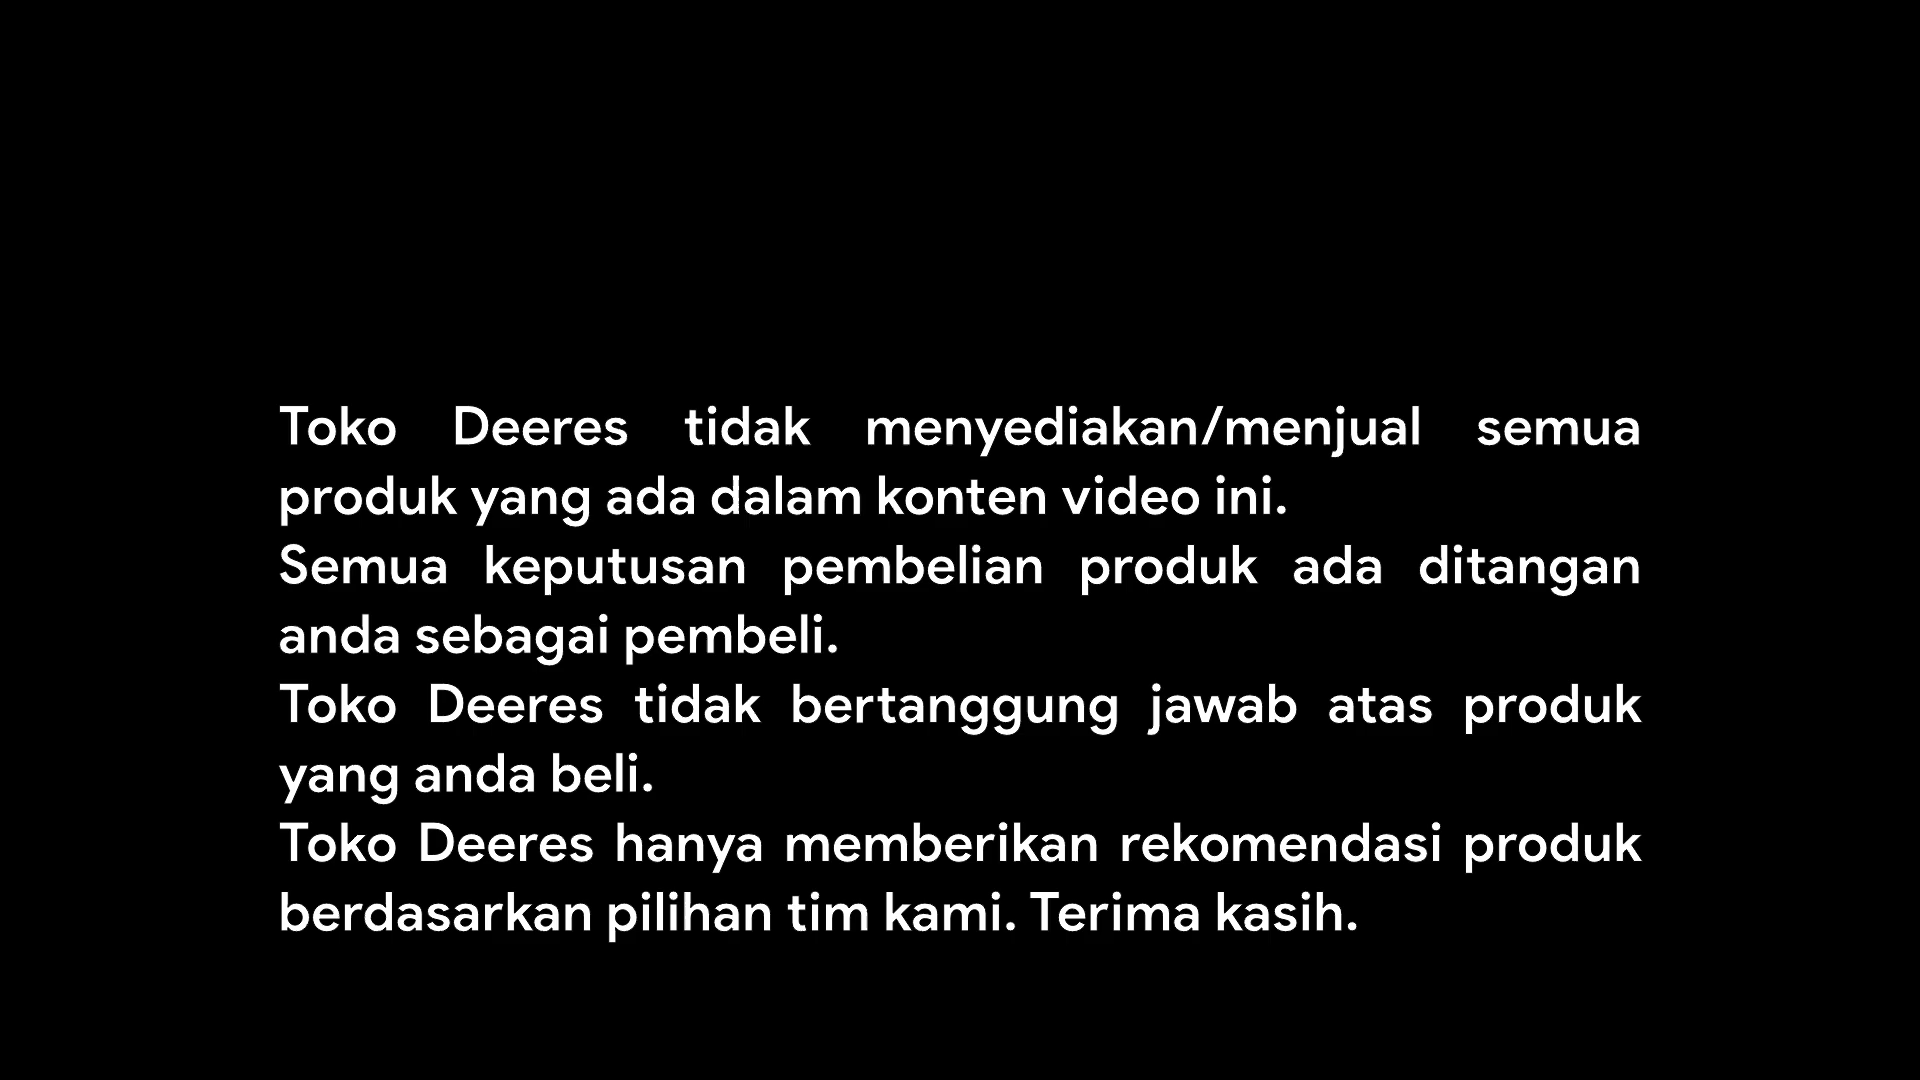 Toko Deeres tidak menyediakan/menjual semua
produk yang ada dalam konten video ini.
Semua keputusan pembelian produk ada ditangan
anda sebagai pembeli.
Toko Deeres tidak bertanggung jawab atas produk
yang anda beli.
Toko Deeres hanya memberikan rekomendasi produk
berdasarkan pilihan tim kami. Terima kasih.